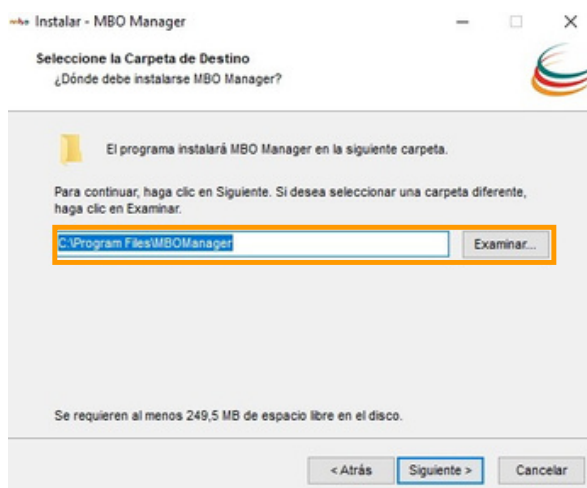 Instalar - MBO Manager
Seleccione la Carpeta de Destino
¿Dónde debe instalarse MBO Manager?
El programa instalará MBO Manager en la siguiente carpeta.
Para continuar, haga clic en Siguiente. Si desea seleccionar una carpeta diferente,
haga clic en Examinar.
C:\Program Files\MBOManager
Examinar...
Se requieren al menos 249,5 MB de espacio libre en el disco.
< Atrás
Siguiente >
Cancelar